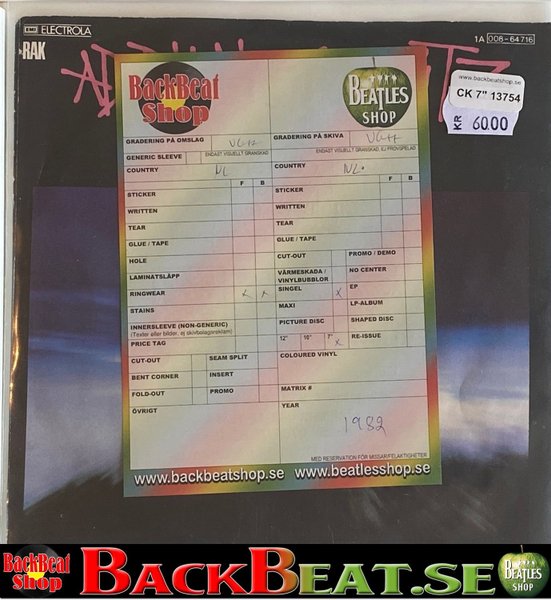 EMI ELECTROLA
1A 006-64716
RAK
www.backbeatshop.se
CK 7" 13754
KR 60.00
BackBeat
Shop
BEATLES
SHOP
GRADERING PÅ OMSLAG VG+
ENDAST VISUELLT GRANSKAD
GENERIC SLEEVE
COUNTRY NL
F B
STICKER
WRITTEN
TEAR
GLUE / TAPE
HOLE
LAMINATSLÄPP
RINGWEAR x x
STAINS
INNERSLEEVE (NON-GENERIC)
(Texter eller bilder, ej skivbolagsreklam)
PRICE TAG
CUT-OUT SEAM SPLIT
BENT CORNER INSERT
FOLD-OUT PROMO
ÖVRIGT
GRADERING PÅ SKIVA VG+
ENDAST VISUELLT GRANSKAD, EJ PROVSPELAD
COUNTRY NL.
F B
STICKER
WRITTEN
TEAR
GLUE / TAPE
CUT-OUT PROMO / DEMO
VÄRMESKADA /
VINYLBUBBLOR
NO CENTER
SINGEL x EP
MAXI LP-ALBUM
PICTURE DISC SHAPED DISC
12" 10" 7" x RE-ISSUE
COLOURED VINYL
MATRIX #
YEAR
1982
MED RESERVATION FÖR MISSAR/FELAKTIGHETER
www.backbeatshop.se www.beatlesshop.se
BackBeat
Shop
BACKBEAT.SE
BEATLES
SHOP